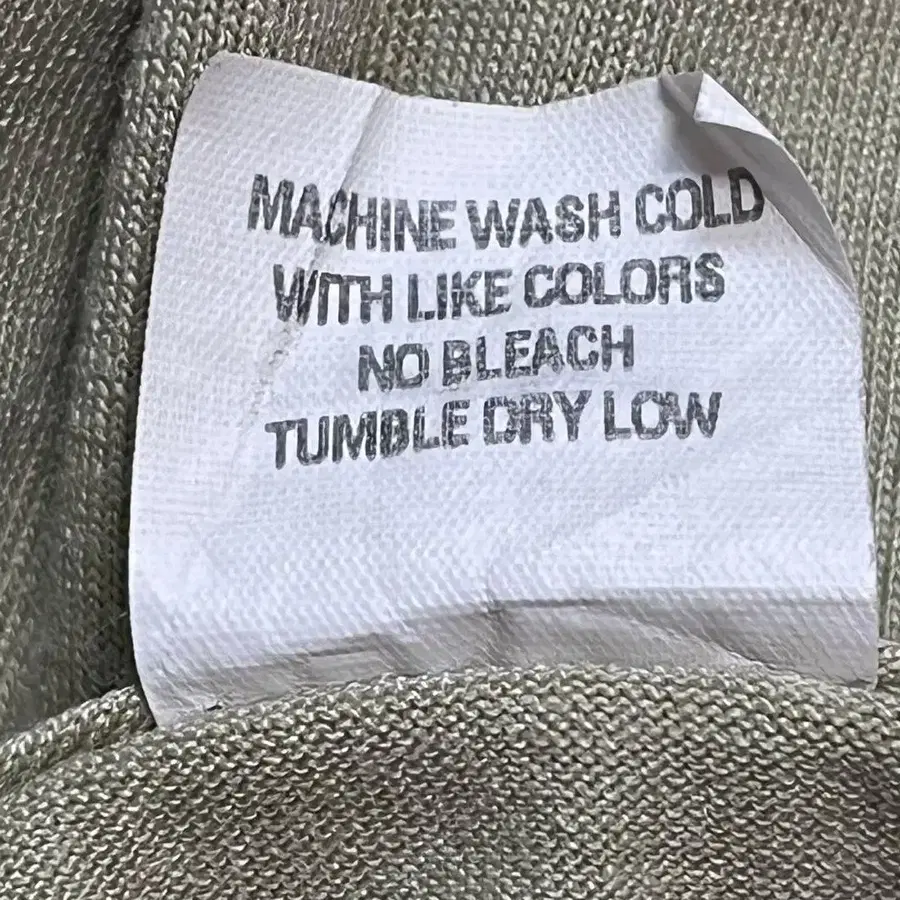 MACHINE WASH COLD
WITH LIKE COLORS
NO BLEACH
TUMBLE DRY LOW